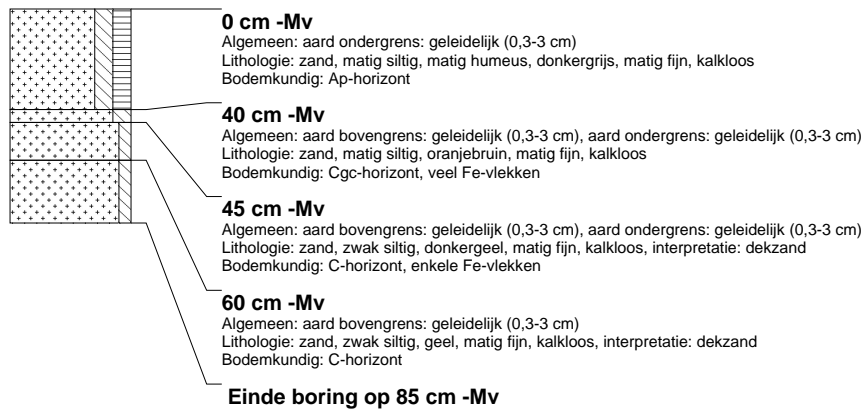 0 cm -Mv
Algemeen: aard ondergrens: geleidelijk (0,3-3 cm)
Lithologie: zand, matig siltig, matig humeus, donkergrijs, matig fijn, kalkloos
Bodemkundig: Ap-horizont
40 cm -Mv
Algemeen: aard bovengrens: geleidelijk (0,3-3 cm), aard ondergrens: geleidelijk (0,3-3 cm)
Lithologie: zand, matig siltig, oranjebruin, matig fijn, kalkloos
Bodemkundig: Cgc-horizont, veel Fe-vlekken
45 cm -Mv
Algemeen: aard bovengrens: geleidelijk (0,3-3 cm), aard ondergrens: geleidelijk (0,3-3 cm)
Lithologie: zand, zwak siltig, donkergeel, matig fijn, kalkloos, interpretatie: dekzand
Bodemkundig: C-horizont, enkele Fe-vlekken
60 cm -Mv
Algemeen: aard bovengrens: geleidelijk (0,3-3 cm)
Lithologie: zand, zwak siltig, geel, matig fijn, kalkloos, interpretatie: dekzand
Bodemkundig: C-horizont
Einde boring op 85 cm -Mv